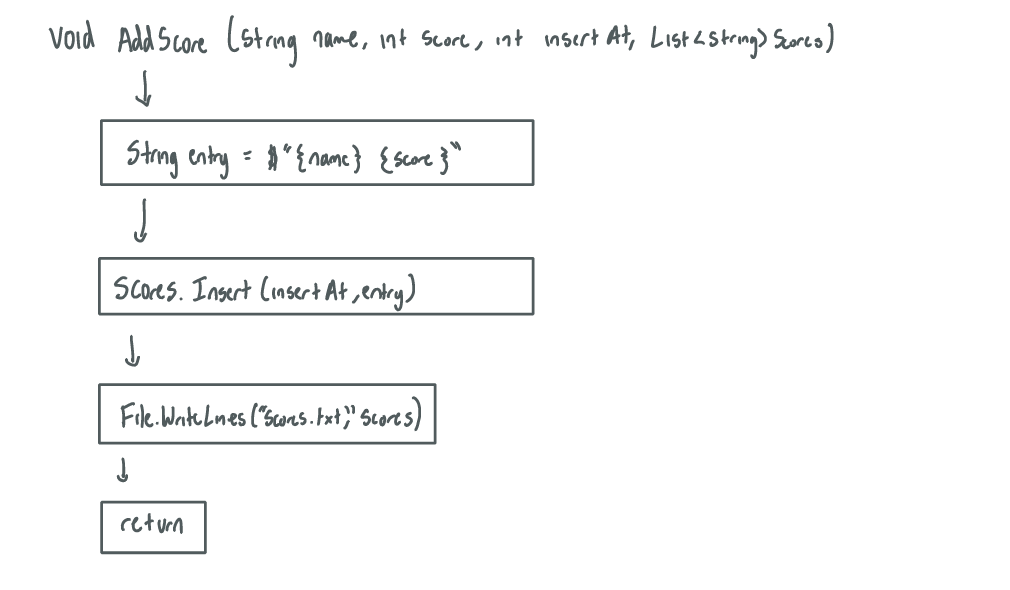 Void AddScore (String name, int score, int insertAt, List<string> Scores)
String entry = $"{name} {score}"
Scores.Insert(insertAt,entry)
File.WriteLines("Scores.txt," Scores)
return